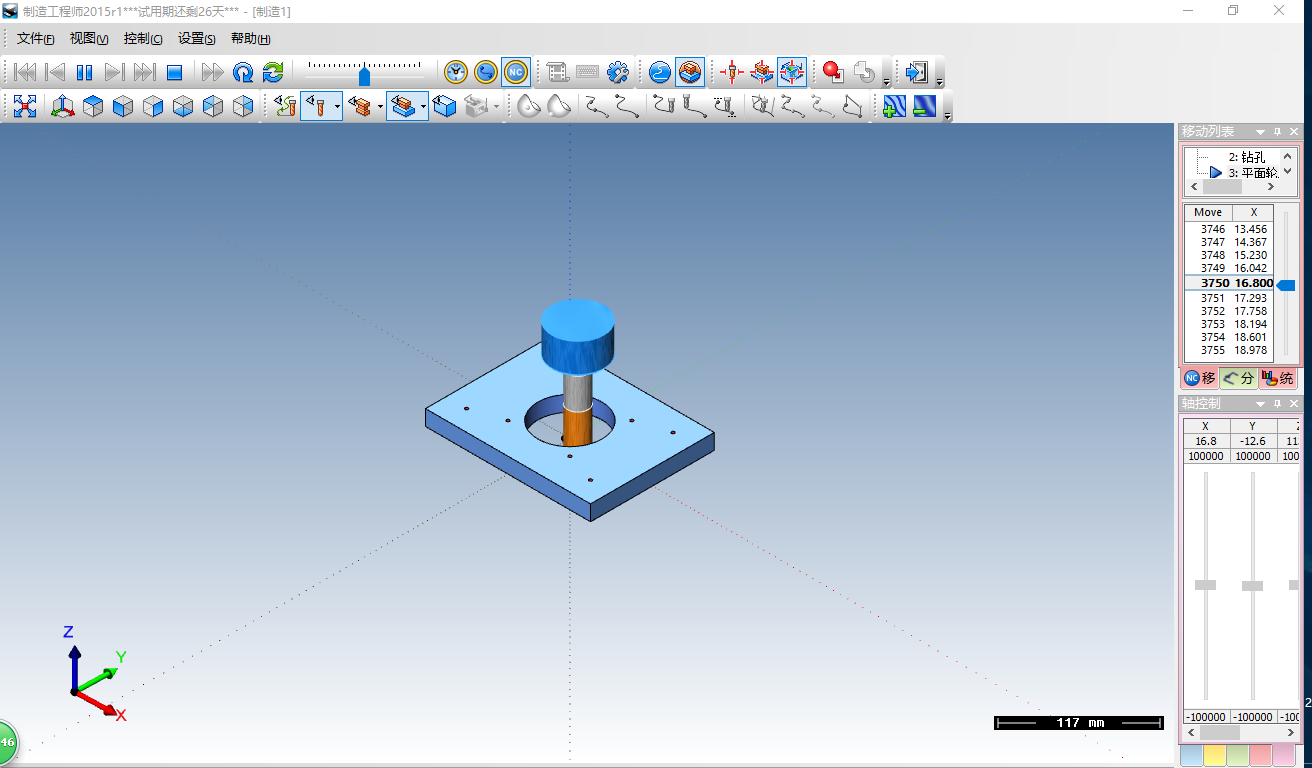 制造工程师2015r1***试用期还剩26天*** - [制造1]
文件(F) 视图(V) 控制(C) 设置(S) 帮助(H)
NC
移动列表
2: 钻孔
3: 平面轮
Move X
3746 13.456
3747 14.367
3748 15.230
3749 16.042
3750 16.800
3751 17.293
3752 17.758
3753 18.194
3754 18.601
3755 18.978
NC 移 分 统
轴控制
X Y Z
16.8 -12.6 11
100000 100000 100
-100000 -100000 -100
Z
Y
X
117 mm
46
2